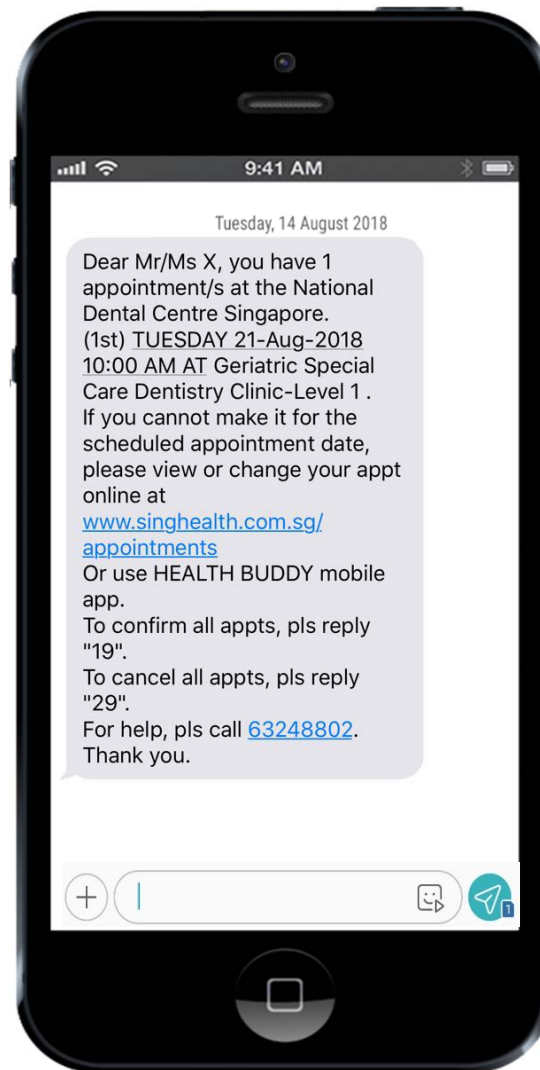 9:41 AM
Tuesday, 14 August 2018
Dear Mr/Ms X, you have 1
appointment/s at the National
Dental Centre Singapore.
(1st) TUESDAY 21-Aug-2018
10:00 AM AT Geriatric Special
Care Dentistry Clinic-Level 1 .
If you cannot make it for the
scheduled appointment date,
please view or change your appt
online at
www.singhealth.com.sg/
appointments
Or use HEALTH BUDDY mobile
app.
To confirm all appts, pls reply
"19".
To cancel all appts, pls reply
"29".
For help, pls call 63248802.
Thank you.
1